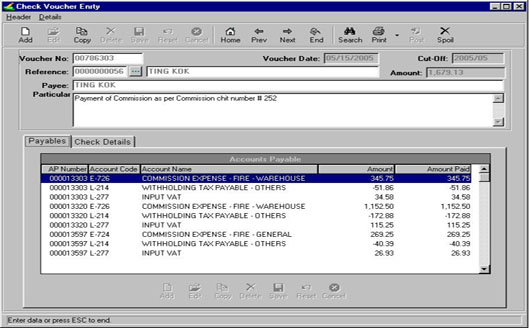 Check Voucher Entry
Header Details
Add Edit Copy Delete Save Reset Cancel Home Prev Next End Search Print Post Spoil
Voucher No: 00786303 Voucher Date: 05/15/2005 Cut-Off: 2005/05
Reference: 0000000056 ... TING KOK Amount: 1,679.13
Payee: TING KOK
Particular Payment of Commission as per Commission chit number # 252
Payables Check Details
Accounts Payable
AP Number Account Code Account Name Amount Amount Paid
000013303 E-726 COMMISSION EXPENSE - FIRE - WAREHOUSE 345.75 345.75
000013303 L-214 WITHHOLDING TAX PAYABLE - OTHERS -51.86 -51.86
000013303 L-277 INPUT VAT 34.58 34.58
000013320 E-726 COMMISSION EXPENSE - FIRE - WAREHOUSE 1,152.50 1,152.50
000013320 L-214 WITHHOLDING TAX PAYABLE - OTHERS -172.88 -172.88
000013320 L-277 INPUT VAT 115.25 115.25
000013597 E-724 COMMISSION EXPENSE - FIRE - GENERAL 269.25 269.25
000013597 L-214 WITHHOLDING TAX PAYABLE - OTHERS -40.39 -40.39
000013597 L-277 INPUT VAT 26.93 26.93
Add Edit Copy Delete Save Reset Cancel
Enter data or press ESC to end.